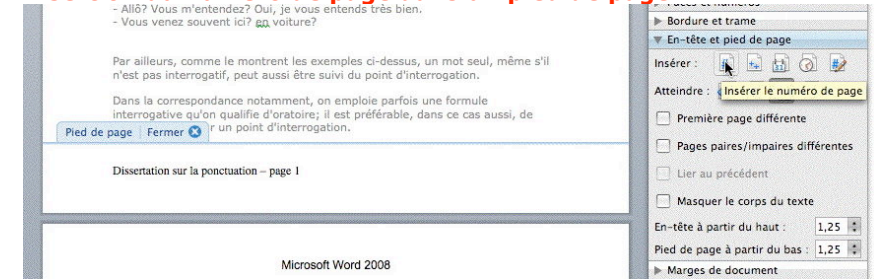 - Allô? Vous m'entendez? Oui, je vous entends très bien.
- Vous venez souvent ici? en voiture?
Par ailleurs, comme le montrent les exemples ci-dessus, un mot seul, même s'il
n'est pas interrogatif, peut aussi être suivi du point d'interrogation.
Dans la correspondance notamment, on emploie parfois une formule
interrogative qu'on qualifie d'oratoire; il est préférable, dans ce cas aussi, de
r un point d'interrogation.
Pied de page Fermer
Dissertation sur la ponctuation – page 1
Microsoft Word 2008
Bordure et trame
En-tête et pied de page
Insérer :
Atteindre :
Insérer le numéro de page
Première page différente
Pages paires/impaires différentes
Lier au précédent
Masquer le corps du texte
En-tête à partir du haut : 1,25
Pied de page à partir du bas : 1,25
Marges de document